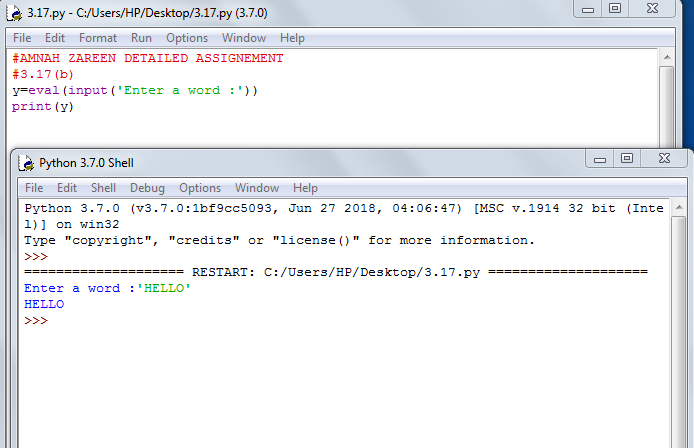 3.17.py - C:/Users/HP/Desktop/3.17.py (3.7.0)
File Edit Format Run Options Window Help
#AMNAH ZAREEN DETAILED ASSIGNEMENT
#3.17(b)
y=eval(input('Enter a word :'))
print(y)
Python 3.7.0 Shell
File Edit Shell Debug Options Window Help
Python 3.7.0 (v3.7.0:1bf9cc5093, Jun 27 2018, 04:06:47) [MSC v.1914 32 bit (Inte
l)] on win32
Type "copyright", "credits" or "license()" for more information.
>>>
==================== RESTART: C:/Users/HP/Desktop/3.17.py ====================
Enter a word :'HELLO'
HELLO
>>>